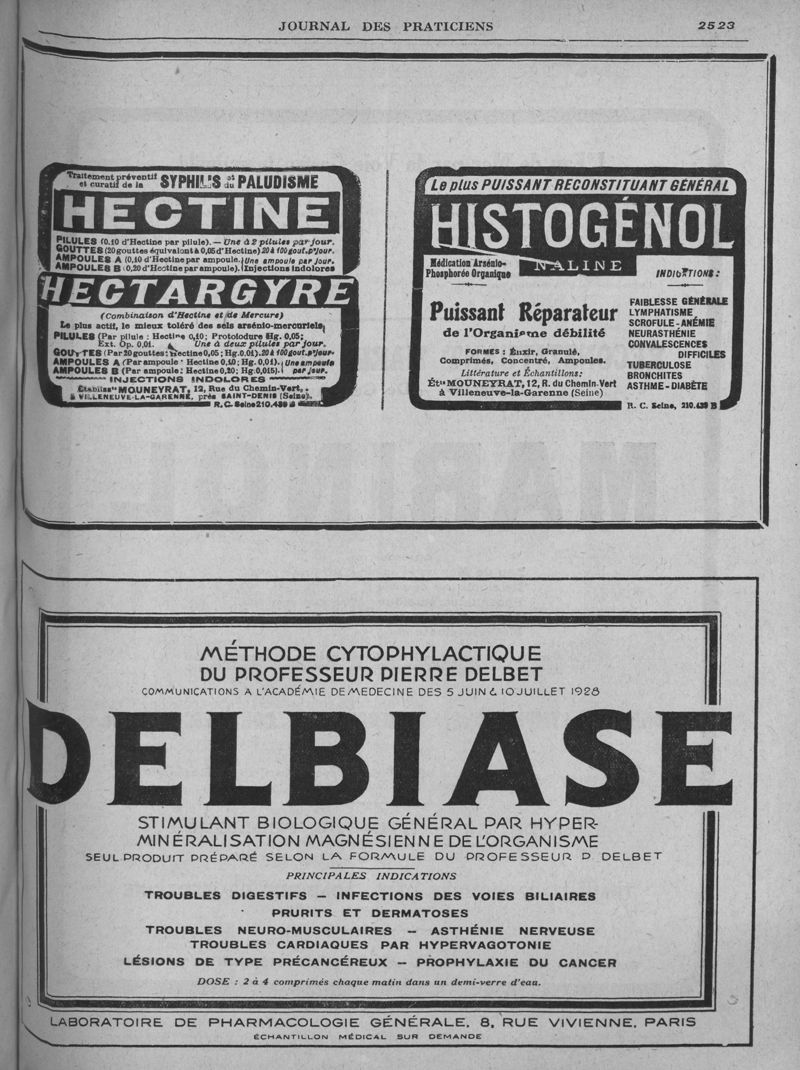 JOURNAL DES PRATICIENS
2523
Traitement préventif et curatif de la SYPHILIS et du PALUDISME
HECTINE
PILULES (0,10 d'Hectine par pilule). — Une à 2 pilules par jour.
GOUTTES (20 gouttes équivalent à 0,05 d'Hectine) 20 à 100 gout. p' jour.
AMPOULES A (0,10 d'Hectine par ampoule.) Une ampoule par jour.
AMPOULES B (0,20 d'Hectine par ampoule). Injections indolores
HECTARGYRE
(Combinaison d'Hectine et de Mercure)
Le plus actif, le mieux toléré des sels arsénio-mercuriels
PILULES (Par pilule : Hectine 0,10; Protoiodure Hg. 0,05;
Ext. Op. 0,01. Une à deux pilules par jour.
GOUTTES (Par 20 gouttes: Hectine 0,05; Hg. 0,01). 20 à 100 gout. p' jour.
AMPOULES A (Par ampoule : Hectine 0,10; Hg. 0,01). Une ampoule
AMPOULES B (Par ampoule: Hectine 0,20; Hg. 0,015). par jour.
INJECTIONS INDOLORES
Établiss<sup>ts</sup> MOUNEYRAT, 12, Rue du Chemin-Vert,
à VILLENEUVE-LA-GARENNE, près SAINT-DENIS (Seine).
R. C. Seine 210.439 B
Le plus PUISSANT RECONSTITUANT GÉNÉRAL
HISTOGÉNOL
NALINE
Médication Arsénio-
Phosphorée Organique
Puissant Réparateur
de l'Organisme débilité
FORMES : Élixir, Granulé,
Comprimés, Concentré, Ampoules.
Littérature et Échantillons:
Ét<sup>ts</sup> MOUNEYRAT, 12, R. du Chemin-Vert
à Villeneuve-la-Garenne (Seine)
INDICATIONS :
FAIBLESSE GÉNÉRALE
LYMPHATISME
SCROFULE - ANÉMIE
NEURASTHÉNIE
CONVALESCENCES
DIFFICILES
TUBERCULOSE
BRONCHITES
ASTHME - DIABÈTE
R. C. Seine, 210.439 B
MÉTHODE CYTOPHYLACTIQUE
DU PROFESSEUR PIERRE DELBET
COMMUNICATIONS A L'ACADÉMIE DE MEDECINE DES 5 JUIN & 10 JUILLET 1928
DELBIASE
STIMULANT BIOLOGIQUE GÉNÉRAL PAR HYPER-
MINÉRALISATION MAGNÉSIENNE DE L'ORGANISME
SEUL PRODUIT PRÉPARÉ SELON LA FORMULE DU PROFESSEUR P. DELBET
PRINCIPALES INDICATIONS
TROUBLES DIGESTIFS — INFECTIONS DES VOIES BILIAIRES
PRURITS ET DERMATOSES
TROUBLES NEURO-MUSCULAIRES — ASTHÉNIE NERVEUSE
TROUBLES CARDIAQUES PAR HYPERVAGOTONIE
LÉSIONS DE TYPE PRÉCANCÉREUX — PROPHYLAXIE DU CANCER
DOSE : 2 à 4 comprimés chaque matin dans un demi-verre d'eau.
LABORATOIRE DE PHARMACOLOGIE GÉNÉRALE, 8, RUE VIVIENNE, PARIS
ÉCHANTILLON MÉDICAL SUR DEMANDE